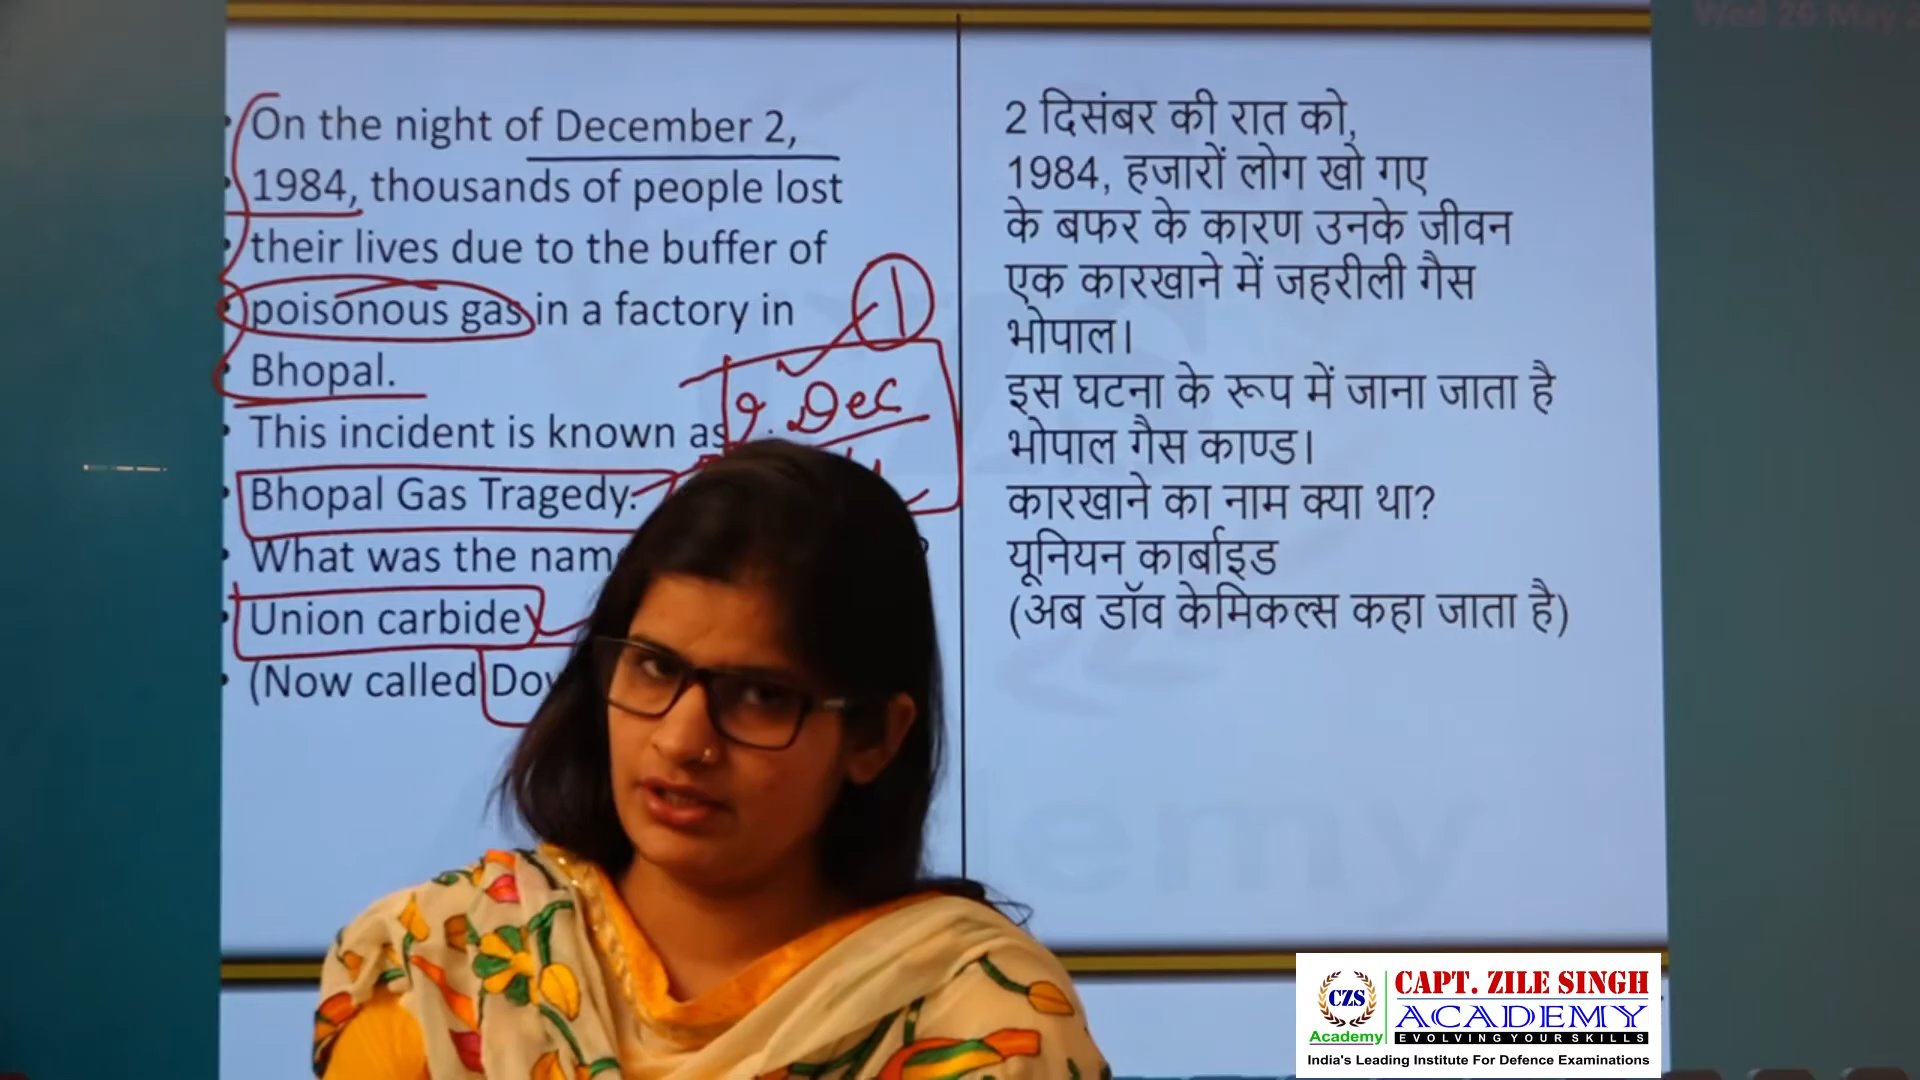 Wed 26 May
On the night of December 2,
1984, thousands of people lost
their lives due to the buffer of
poisonous gas in a factory in
Bhopal.
This incident is known as
Bhopal Gas Tragedy.
What was the nam
Union carbide
(Now called Do
1
2 Dec
2 दिसंबर की रात को,
1984, हजारों लोग खो गए
के बफर के कारण उनके जीवन
एक कारखाने में जहरीली गैस
भोपाल।
इस घटना के रूप में जाना जाता है
भोपाल गैस काण्ड।
कारखाने का नाम क्या था?
यूनियन कार्बाइड
(अब डॉव केमिकल्स कहा जाता है)
CZS
Academy
CAPT. ZILE SINGH
ACADEMY
EVOLVING YOUR SKILLS
India's Leading Institute For Defence Examinations